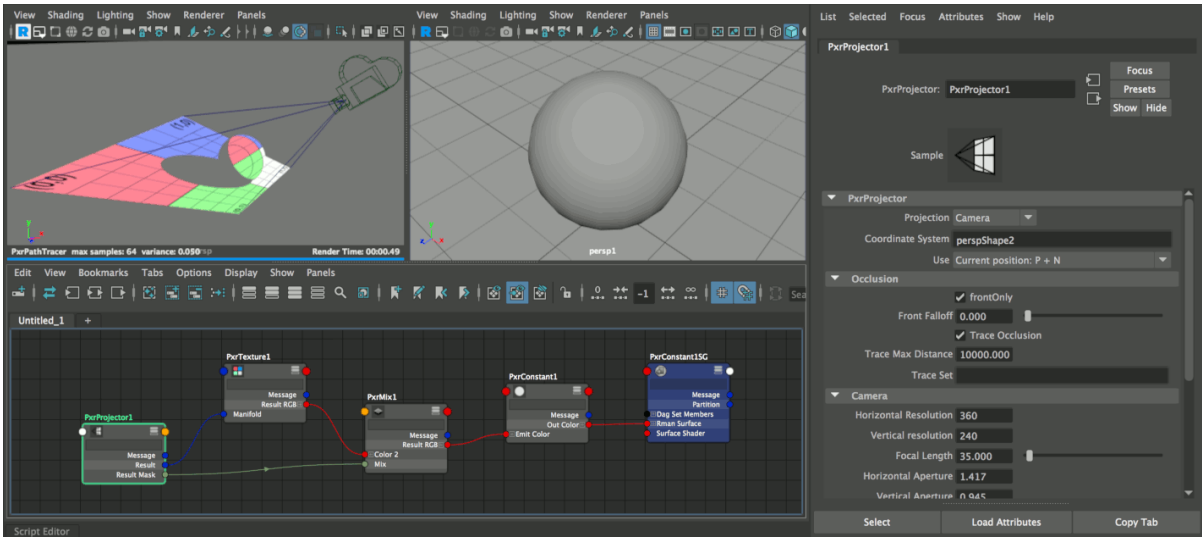 View Shading Lighting Show Renderer Panels
View Shading Lighting Show Renderer Panels
PxrPathTracer max samples: 64 variance: 0.050
Render Time: 00:00.49
persp1
Edit View Bookmarks Tabs Options Display Show Panels
-1
Untitled_1 +
PxrProjector1
Message
Result
Result Mask
PxrTexture1
Message
Result RGB
Manifold
PxrMix1
Message
Result RGB
Color 2
Mix
PxrConstant1
Message
Out Color
Emit Color
PxrConstant1SG
Message
Partition
Dag Set Members
Rman Surface
Surface Shader
Script Editor
List Selected Focus Attributes Show Help
PxrProjector1
PxrProjector: PxrProjector1
Focus
Presets
Show Hide
Sample
PxrProjector
Projection Camera
Coordinate System perspShape2
Use Current position: P + N
Occlusion
frontOnly
Front Falloff 0.000
Trace Occlusion
Trace Max Distance 10000.000
Trace Set
Camera
Horizontal Resolution 360
Vertical resolution 240
Focal Length 35.000
Horizontal Aperture 1.417
Vertical Aperture 0.945
Select Load Attributes Copy Tab